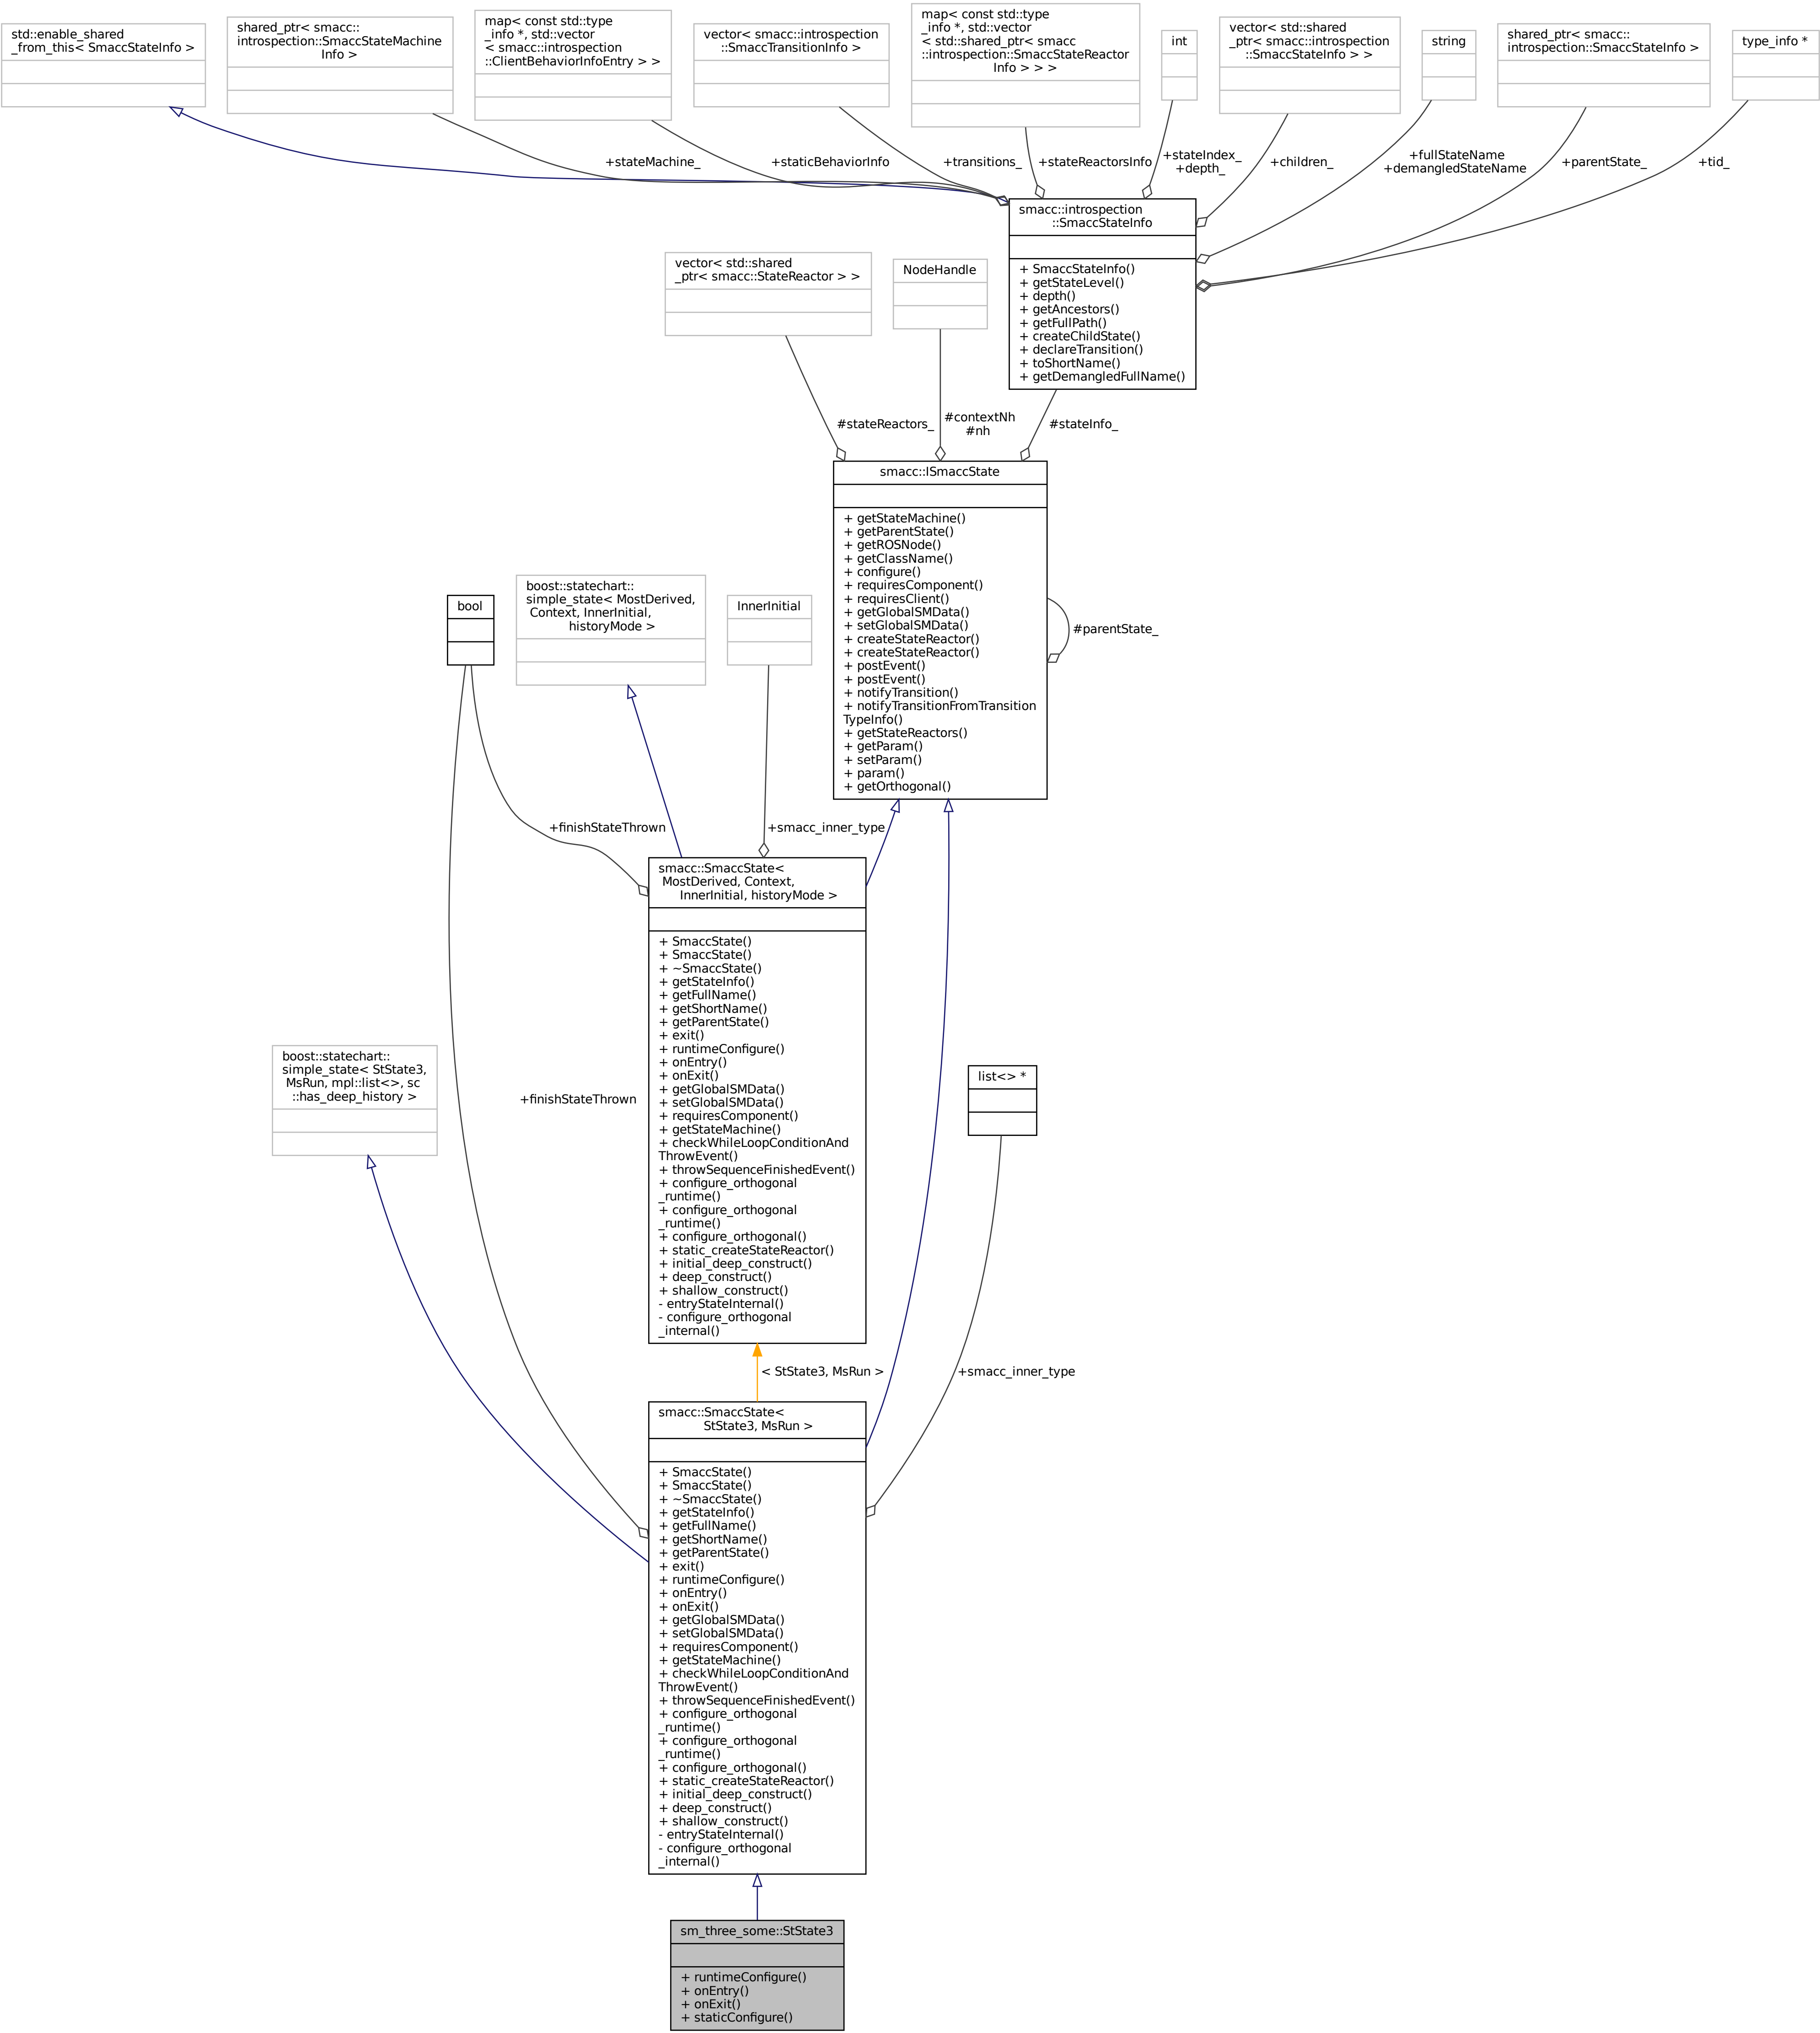 std::enable_shared
_from_this< SmaccStateInfo >
shared_ptr< smacc::
introspection::SmaccStateMachine
Info >
map< const std::type
_info *, std::vector
< smacc::introspection
::ClientBehaviorInfoEntry > >
vector< smacc::introspection
::SmaccTransitionInfo >
map< const std::type
_info *, std::vector
< std::shared_ptr< smacc
::introspection::SmaccStateReactor
Info > > >
int
vector< std::shared
_ptr< smacc::introspection
::SmaccStateInfo > >
string
shared_ptr< smacc::
introspection::SmaccStateInfo >
type_info *
+stateMachine_
+staticBehaviorInfo
+transitions_
+stateReactorsInfo
+stateIndex_
+depth_
+children_
+fullStateName
+demangledStateName
+parentState_
+tid_
smacc::introspection
::SmaccStateInfo
+ SmaccStateInfo()
+ getStateLevel()
+ depth()
+ getAncestors()
+ getFullPath()
+ createChildState()
+ declareTransition()
+ toShortName()
+ getDemangledFullName()
vector< std::shared
_ptr< smacc::StateReactor > >
NodeHandle
#stateReactors_
#contextNh
#nh
#stateInfo_
smacc::ISmaccState
+ getStateMachine()
+ getParentState()
+ getROSNode()
+ getClassName()
+ configure()
+ requiresComponent()
+ requiresClient()
+ getGlobalSMData()
+ setGlobalSMData()
+ createStateReactor()
+ createStateReactor()
+ postEvent()
+ postEvent()
+ notifyTransition()
+ notifyTransitionFromTransition
TypeInfo()
+ getStateReactors()
+ getParam()
+ setParam()
+ param()
+ getOrthogonal()
#parentState_
bool
boost::statechart::
simple_state< MostDerived,
Context, InnerInitial,
historyMode >
InnerInitial
+finishStateThrown
+smacc_inner_type
smacc::SmaccState<
MostDerived, Context,
InnerInitial, historyMode >
+ SmaccState()
+ SmaccState()
+ ~SmaccState()
+ getStateInfo()
+ getFullName()
+ getShortName()
+ getParentState()
+ exit()
+ runtimeConfigure()
+ onEntry()
+ onExit()
+ getGlobalSMData()
+ setGlobalSMData()
+ requiresComponent()
+ getStateMachine()
+ checkWhileLoopConditionAnd
ThrowEvent()
+ throwSequenceFinishedEvent()
+ configure_orthogonal
_runtime()
+ configure_orthogonal
_runtime()
+ configure_orthogonal()
+ static_createStateReactor()
+ initial_deep_construct()
+ deep_construct()
+ shallow_construct()
- entryStateInternal()
- configure_orthogonal
_internal()
boost::statechart::
simple_state< StState3,
MsRun, mpl::list<>, sc
::has_deep_history >
+finishStateThrown
list<> *
< StState3, MsRun >
+smacc_inner_type
smacc::SmaccState<
StState3, MsRun >
+ SmaccState()
+ SmaccState()
+ ~SmaccState()
+ getStateInfo()
+ getFullName()
+ getShortName()
+ getParentState()
+ exit()
+ runtimeConfigure()
+ onEntry()
+ onExit()
+ getGlobalSMData()
+ setGlobalSMData()
+ requiresComponent()
+ getStateMachine()
+ checkWhileLoopConditionAnd
ThrowEvent()
+ throwSequenceFinishedEvent()
+ configure_orthogonal
_runtime()
+ configure_orthogonal
_runtime()
+ configure_orthogonal()
+ static_createStateReactor()
+ initial_deep_construct()
+ deep_construct()
+ shallow_construct()
- entryStateInternal()
- configure_orthogonal
_internal()
sm_three_some::StState3
+ runtimeConfigure()
+ onEntry()
+ onExit()
+ staticConfigure()